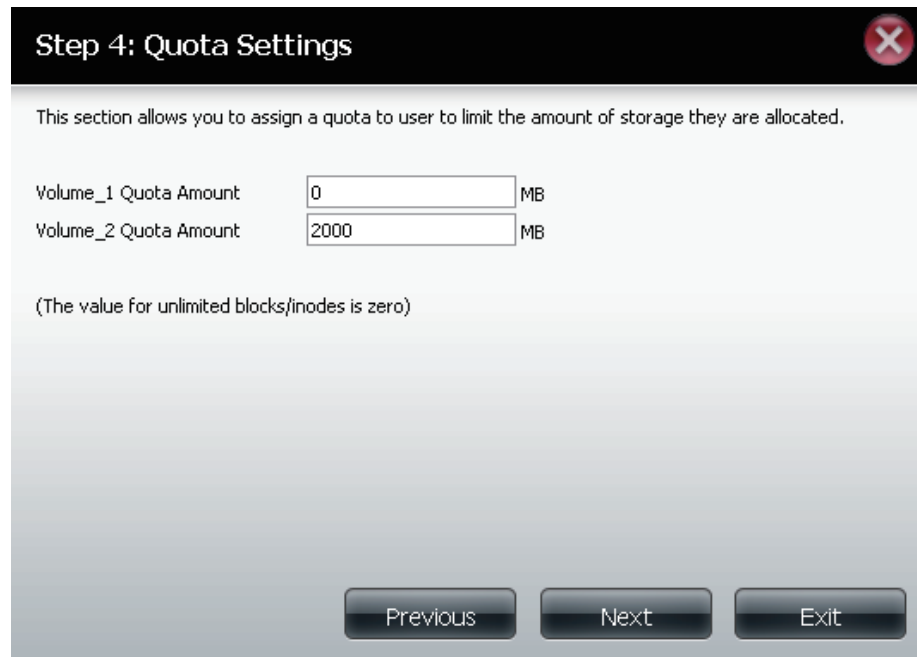 Step 4: Quota Settings
This section allows you to assign a quota to user to limit the amount of storage they are allocated.
Volume_1 Quota Amount 0 MB
Volume_2 Quota Amount 2000 MB
(The value for unlimited blocks/inodes is zero)
Previous Next Exit